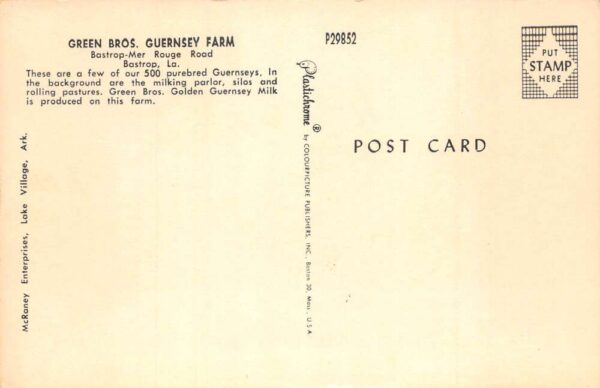 GREEN BROS. GUERNSEY FARM
Bastrop-Mer Rouge Road
Bastrop, La.
These are a few of our 500 purebred Guernseys. In
the background are the milking parlor, silos and
rolling pastures. Green Bros. Golden Guernsey Milk
is produced on this farm.
McRaney Enterprises, Lake Village, Ark.
Plastichrome ® by COLOURPICTURE PUBLISHERS, INC., Boston 30, Mass., U.S.A
P29852
POST CARD
PUT
STAMP
HERE